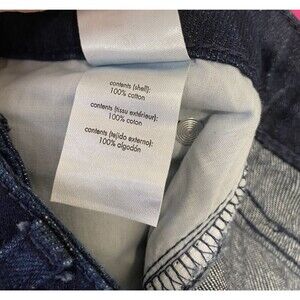 contents (shell):
100% cotton
contents (tissu extérieur):
100% coton
contents (tejido externo):
100% algodón